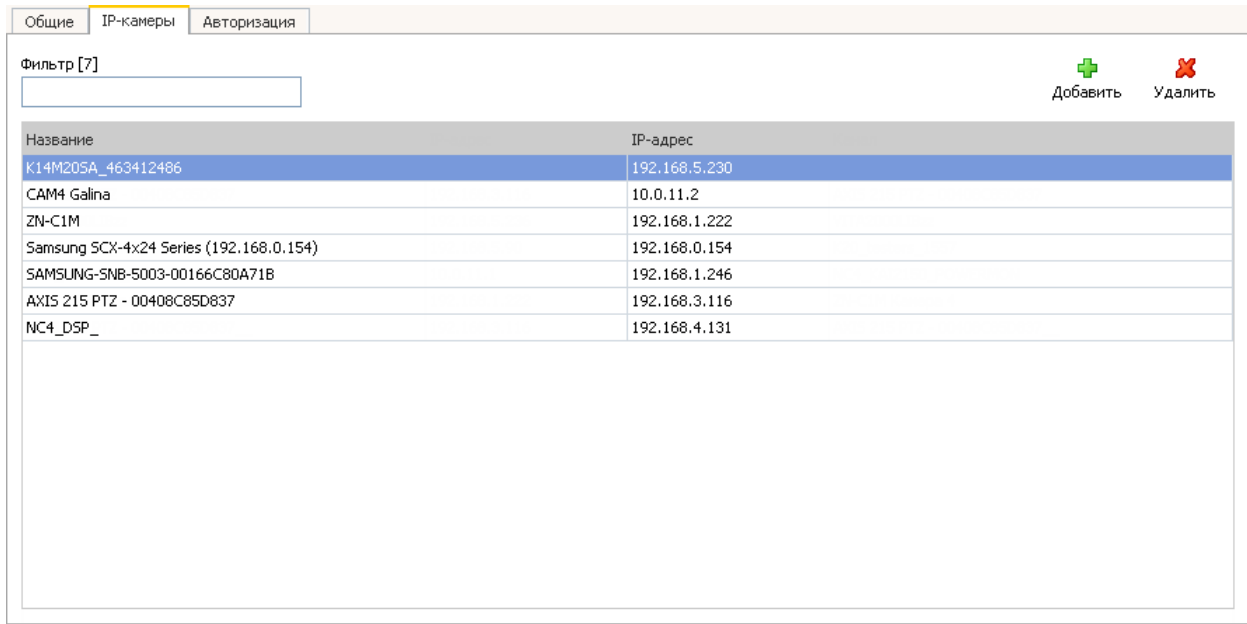 Общие IP-камеры Авторизация
Фильтр [7]
Добавить Удалить
Название IP-адрес
K14M20SA_463412486 192.168.5.230
CAM4 Galina 10.0.11.2
ZN-C1M 192.168.1.222
Samsung SCX-4x24 Series (192.168.0.154) 192.168.0.154
SAMSUNG-SNB-5003-00166C80A71B 192.168.1.246
AXIS 215 PTZ - 00408C85D837 192.168.3.116
NC4_DSP_ 192.168.4.131